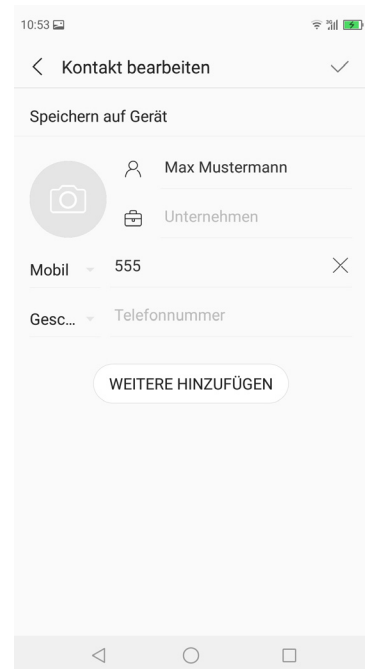 10:53
Kontakt bearbeiten
Speichern auf Gerät
Max Mustermann
Unternehmen
Mobil 555
Gesc... Telefonnummer
WEITERE HINZUFÜGEN